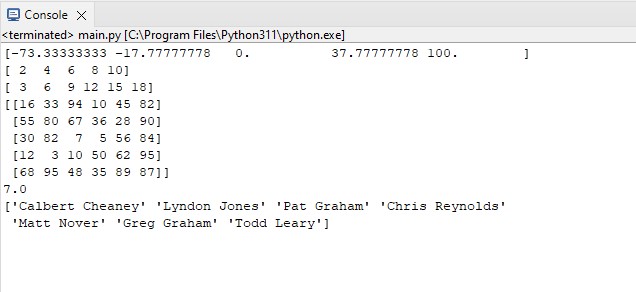 Console
<terminated> main.py [C:\Program Files\Python311\python.exe]
[-73.33333333 -17.77777778   0.          37.77777778 100.        ]
[ 2  4  6  8 10]
[ 3  6  9 12 15 18]
[[16 33 94 10 45 82]
 [55 80 67 36 28 90]
 [30 82  7  5 56 84]
 [12  3 10 50 62 95]
 [68 95 48 35 89 87]]
7.0
['Calbert Cheaney' 'Lyndon Jones' 'Pat Graham' 'Chris Reynolds'
 'Matt Nover' 'Greg Graham' 'Todd Leary']